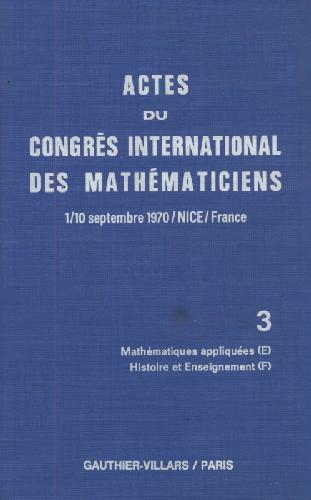 ACTES
DU
CONGRÈS INTERNATIONAL
DES MATHÉMATICIENS
1/10 septembre 1970/NICE/France
3
Mathématiques appliquées (E)
Histoire et Enseignement (F)
GAUTHIER-VILLARS / PARIS